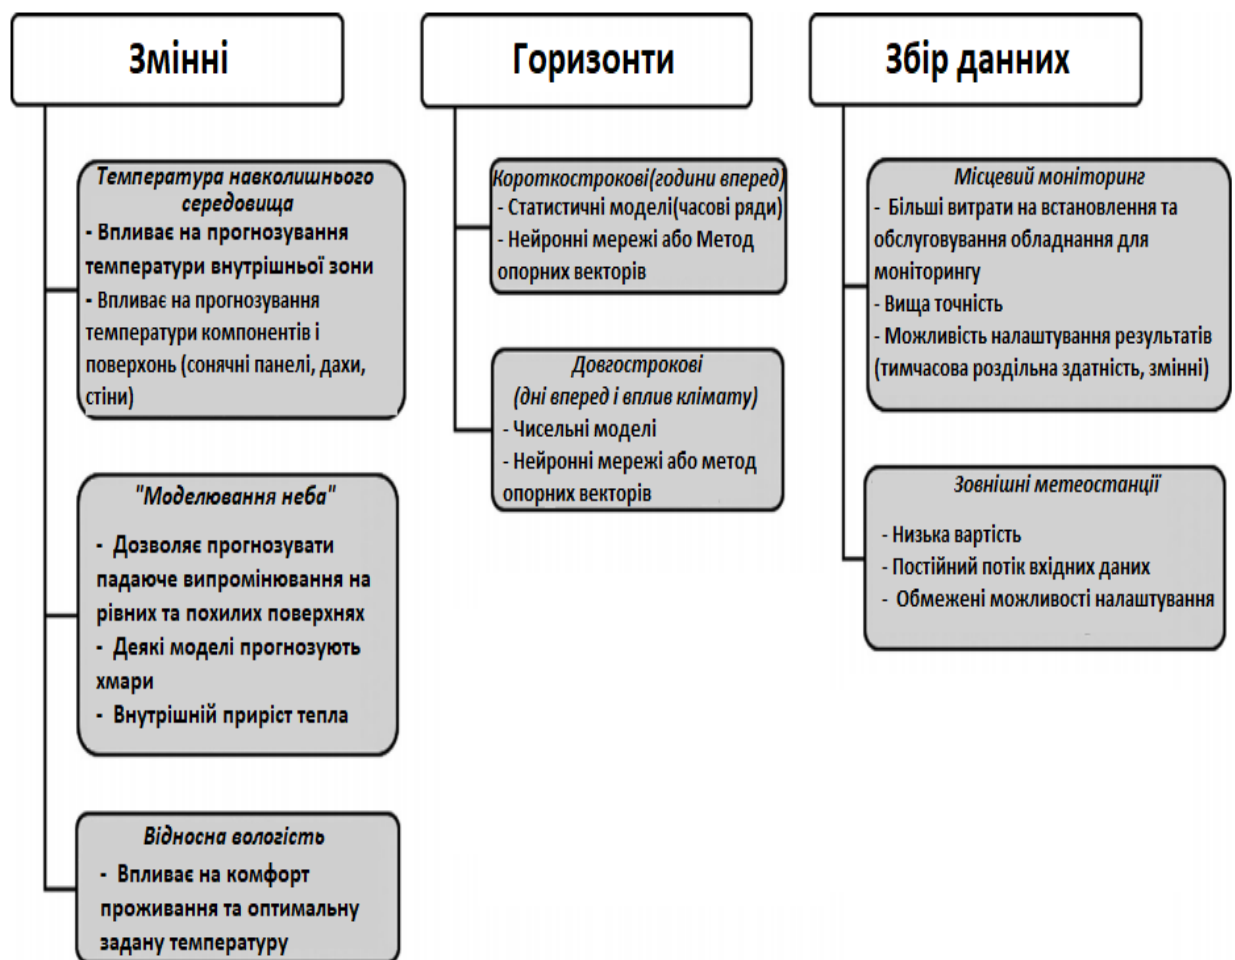 Змінні
Температура навколишнього
середовища
- Впливає на прогнозування
температури внутрішньої зони
- Впливає на прогнозування
температури компонентів і
поверхонь (сонячні панелі, дахи,
стіни)
"Моделювання неба"
- Дозволяє прогнозувати
падаюче випромінювання на
рівних та похилих поверхнях
- Деякі моделі прогнозують
хмари
- Внутрішній приріст тепла
Відносна вологість
- Впливає на комфорт
проживання та оптимальну
задану температуру
Горизонти
Короткострокові(години вперед)
- Статистичні моделі(часові ряди)
- Нейронні мережі або Метод
опорних векторів
Довгострокові
(дні вперед і вплив клімату)
- Чисельні моделі
- Нейронні мережі або метод
опорних векторів
Збір данних
Місцевий моніторинг
- Більші витрати на встановлення та
обслуговування обладнання для
моніторингу
- Вища точність
- Можливість налаштування результатів
(тимчасова роздільна здатність, змінні)
Зовнішні метеостанції
- Низька вартість
- Постійний потік вхідних даних
- Обмежені можливості налаштування